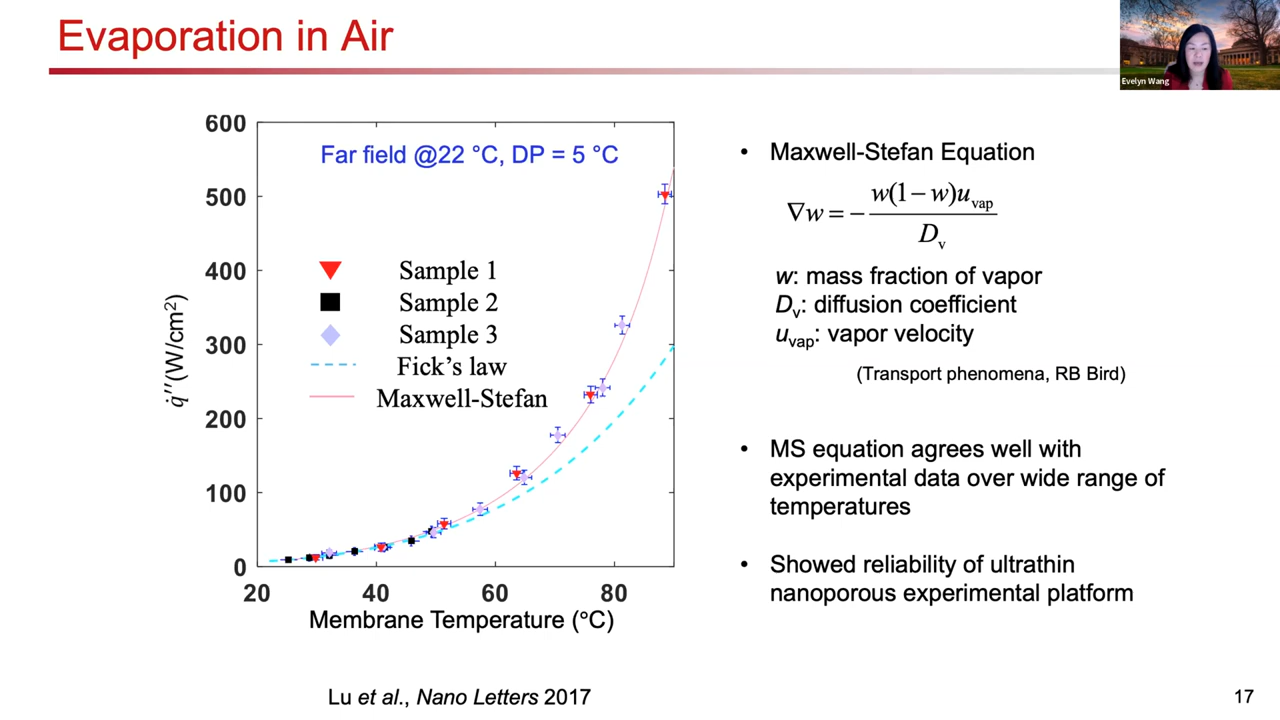 Evaporation in Air
Evelyn Wang
600
500
400
300
200
100
0
20 40 60 80
q̇′′(W/cm²)
Membrane Temperature (°C)
Far field @22 °C, DP = 5 °C
Sample 1
Sample 2
Sample 3
Fick's law
Maxwell-Stefan
• Maxwell-Stefan Equation
∇w = − w(1 − w)u_vap / D_v
w: mass fraction of vapor
D_v: diffusion coefficient
u_vap: vapor velocity
(Transport phenomena, RB Bird)
• MS equation agrees well with
experimental data over wide range of
temperatures
• Showed reliability of ultrathin
nanoporous experimental platform
Lu et al., Nano Letters 2017
17